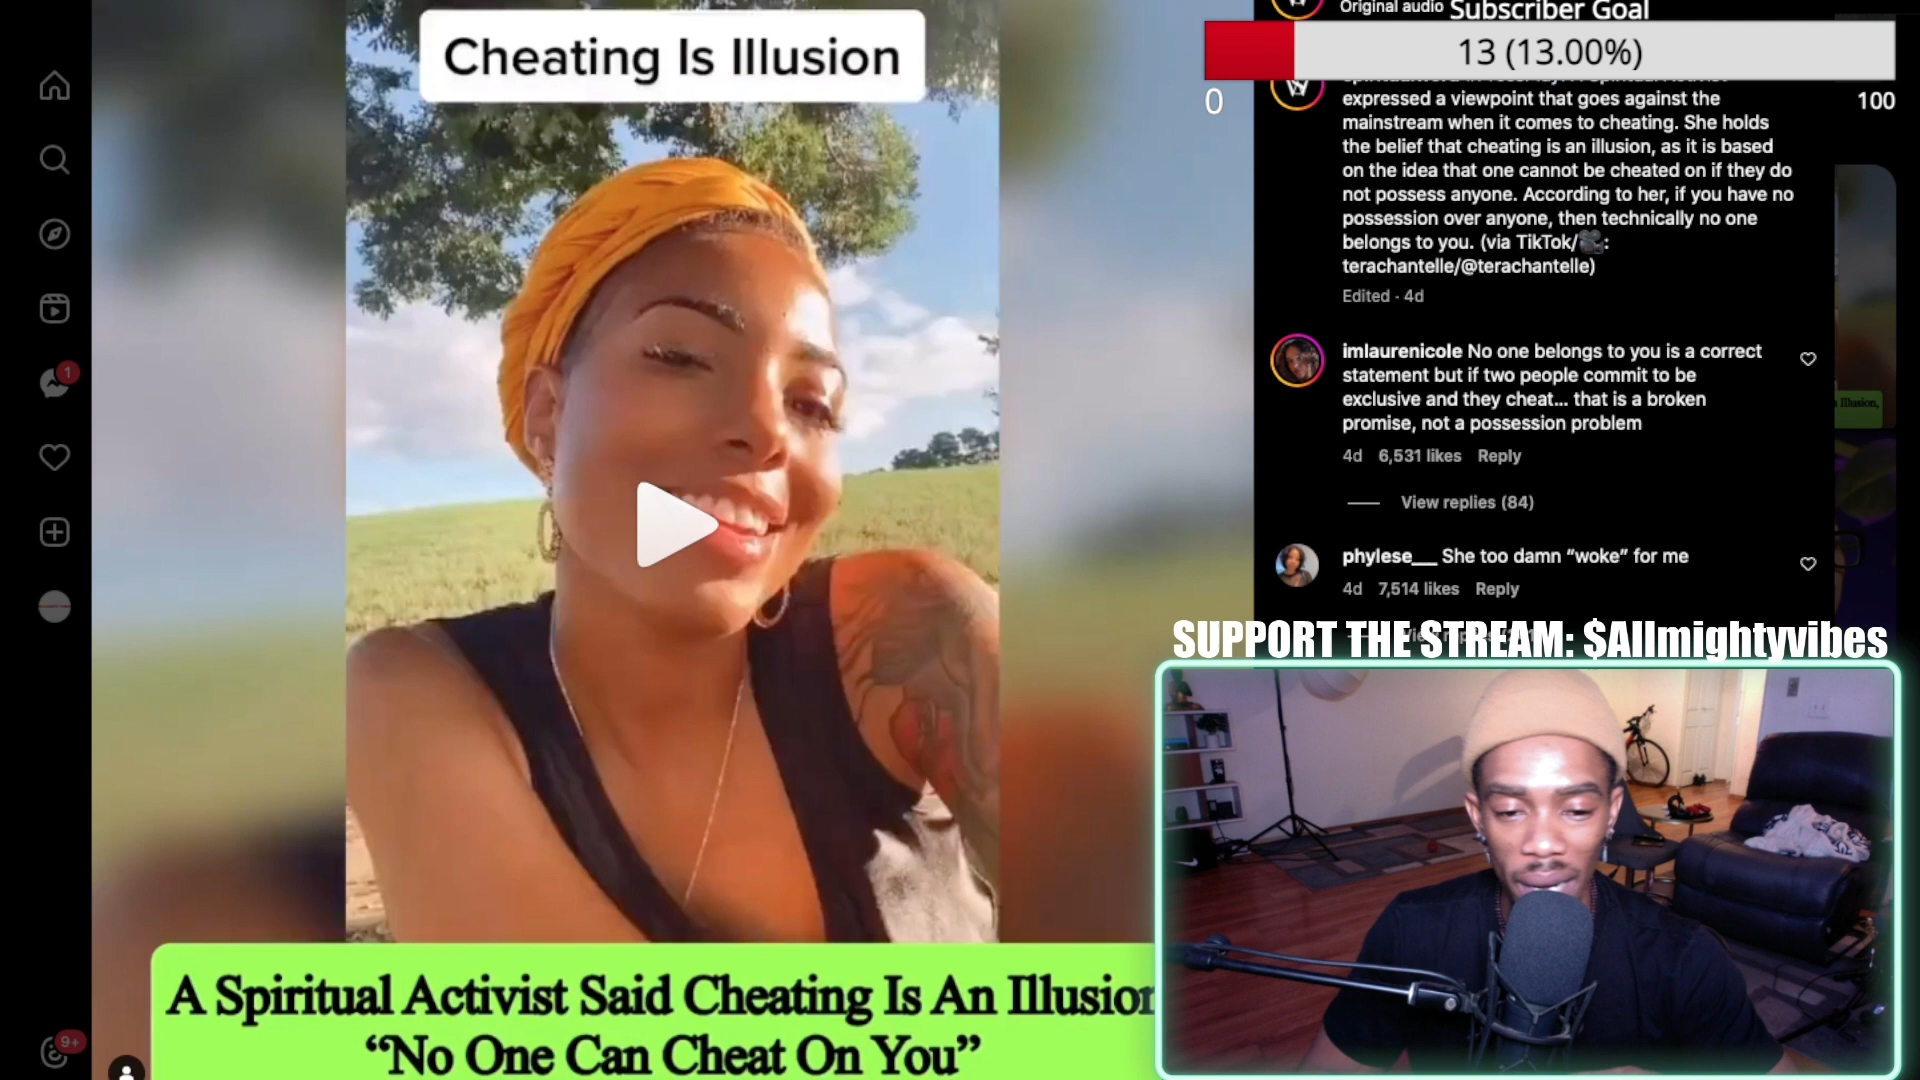 Cheating Is Illusion
A Spiritual Activist Said Cheating Is An Illusion
“No One Can Cheat On You”
1
9+
Original audio
Subscriber Goal
13 (13.00%)
0
100
expressed a viewpoint that goes against the
mainstream when it comes to cheating. She holds
the belief that cheating is an illusion, as it is based
on the idea that one cannot be cheated on if they do
not possess anyone. According to her, if you have no
possession over anyone, then technically no one
belongs to you. (via TikTok/🎥:
terachantelle/@terachantelle)
Edited · 4d
imlaurenicole No one belongs to you is a correct
statement but if two people commit to be
exclusive and they cheat... that is a broken
promise, not a possession problem
4d 6,531 likes Reply
View replies (84)
phylese__ She too damn “woke” for me
4d 7,514 likes Reply
SUPPORT THE STREAM: $Allmightyvibes
Illusion,